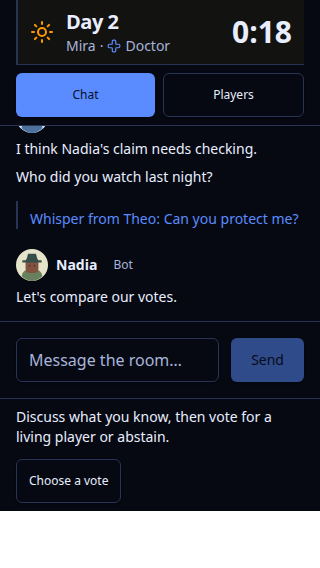 Day 2
0:18
Mira · Doctor
Chat
Players
I think Nadia's claim needs checking.
Who did you watch last night?
Whisper from Theo: Can you protect me?
Nadia Bot
Let's compare our votes.
Message the room...
Send
Discuss what you know, then vote for a
living player or abstain.
Choose a vote